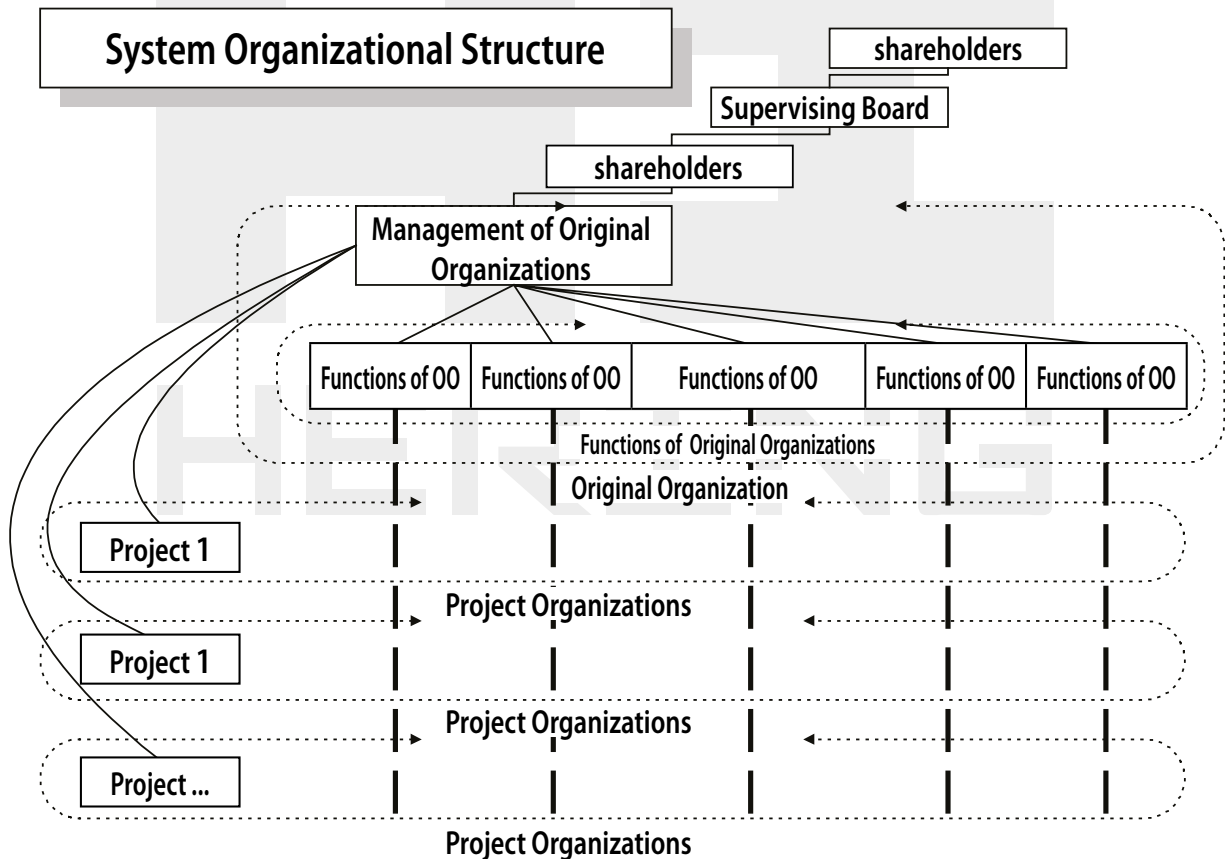 System Organizational Structure
shareholders
Supervising Board
shareholders
Management of Original
Organizations
Functions of OO
Functions of OO
Functions of OO
Functions of OO
Functions of OO
Functions of Original Organizations
Original Organization
HERING
Project 1
Project Organizations
Project 1
Project Organizations
Project ...
Project Organizations